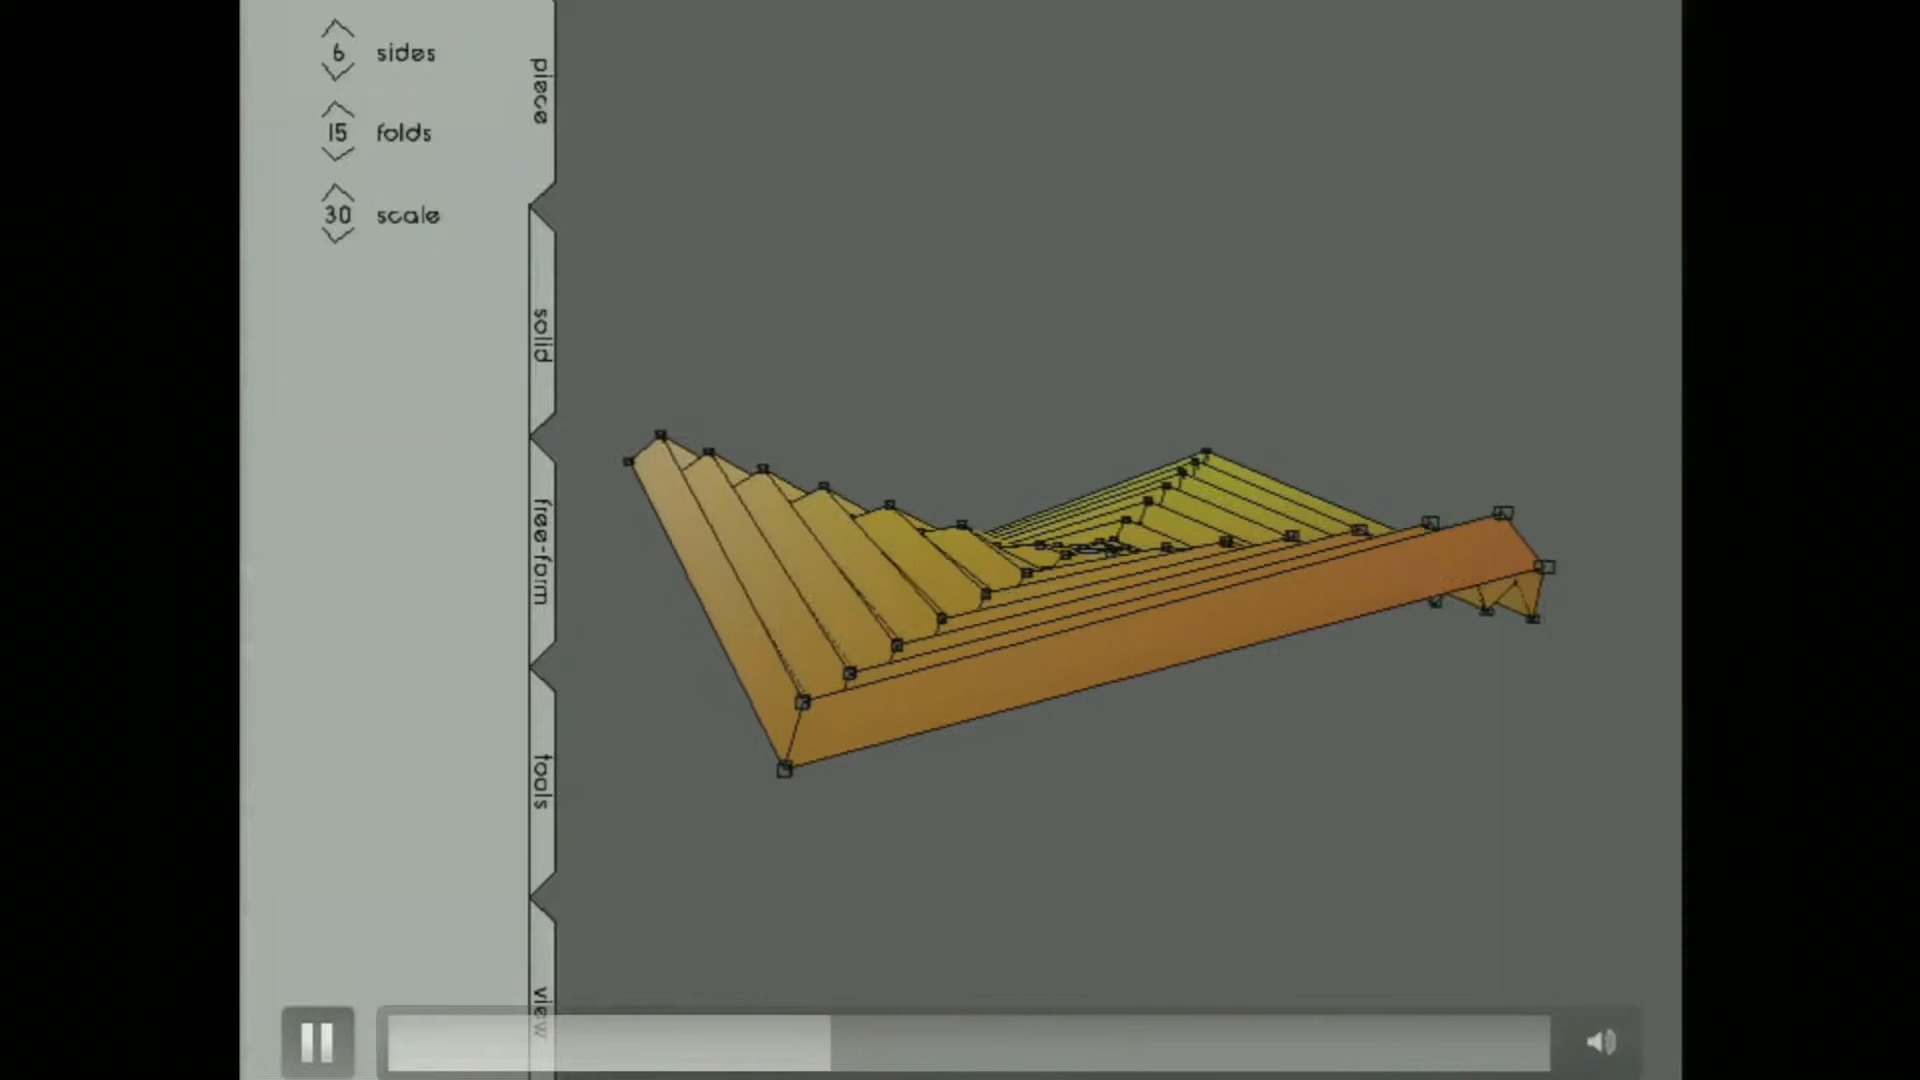 6 sides
15 folds
30 scale
piece
solid
free-form
tools
view